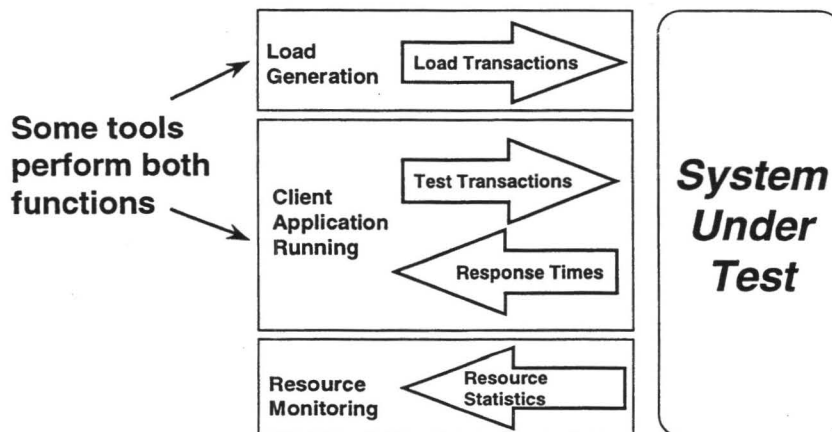 Some tools
perform both
functions
Load
Generation
Load Transactions
Client
Application
Running
Test Transactions
Response Times
Resource
Monitoring
Resource
Statistics
System
Under
Test